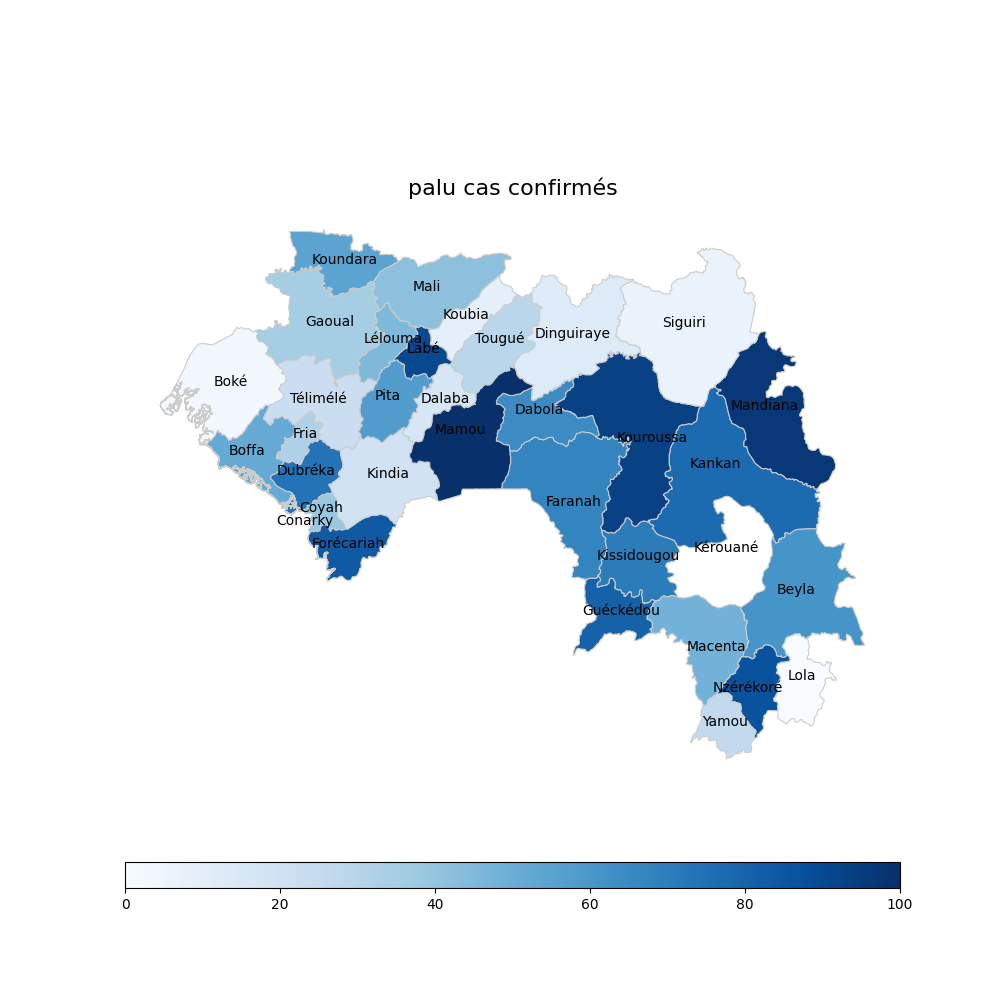 palu cas confirmés
Koundara
Mali
Koubia
Gaoual
Siguiri
Dinguiraye
Lélouma
Tougué
Labé
Boké
Pita
Télimélé
Dalaba
Mandiana
Dabola
Mamou
Fria
Kouroussa
Boffa
Kankan
Dubréka
Kindia
Faranah
Coyah
Conarky
Forécariah
Kérouané
Kissidougou
Beyla
Guéckédou
Macenta
Lola
Nzérékoré
Yamou
0 20 40 60 80 100